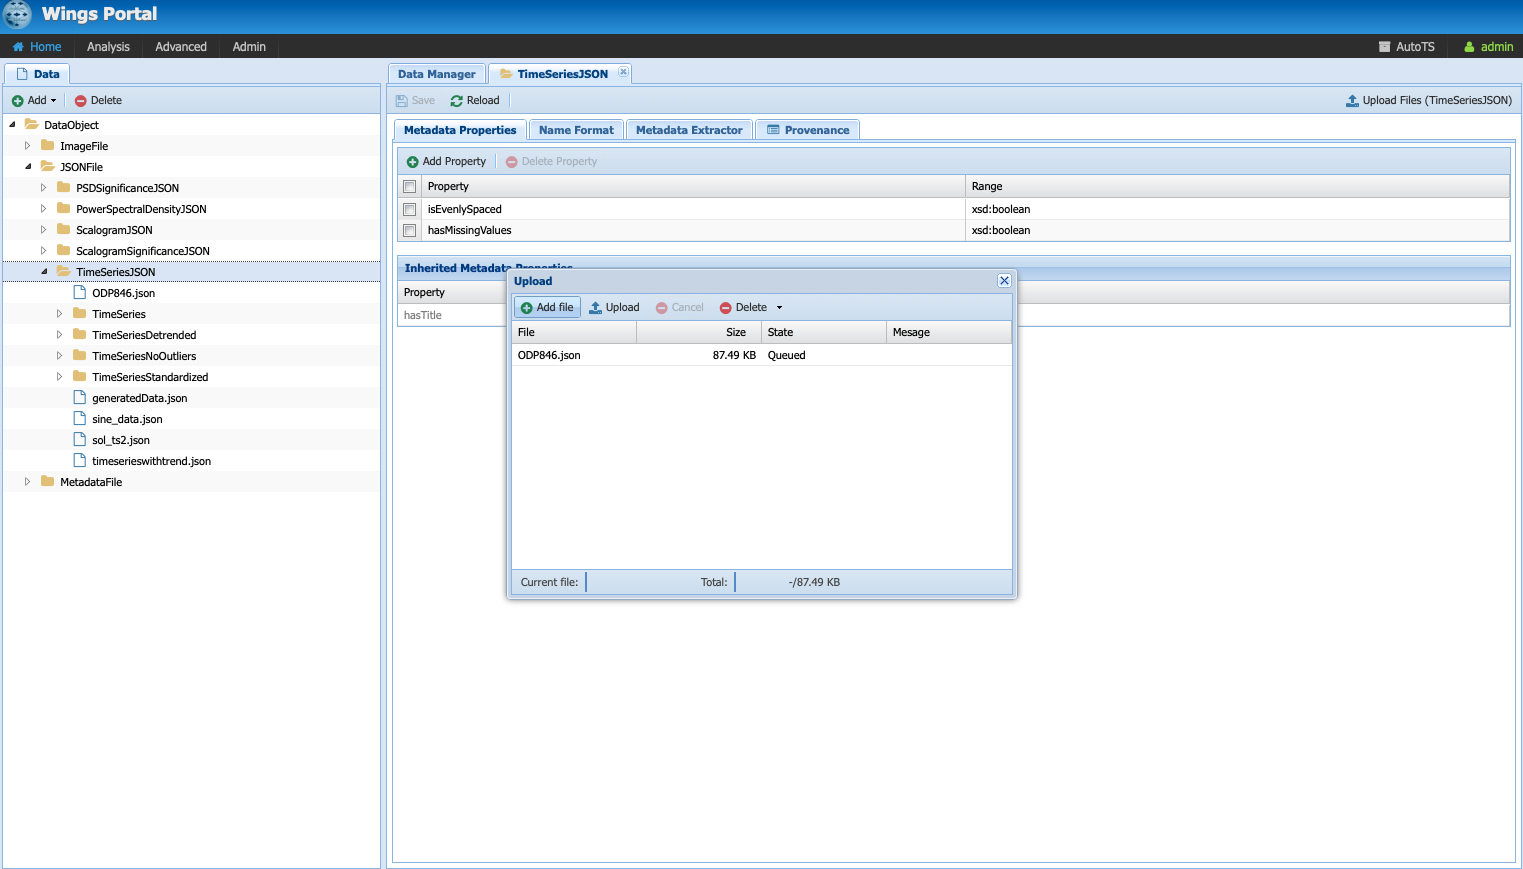 Wings Portal
Home Analysis Advanced Admin AutoTS admin
Data
Add Delete
DataObject
ImageFile
JSONFile
PSDSignificanceJSON
PowerSpectralDensityJSON
ScalogramJSON
ScalogramSignificanceJSON
TimeSeriesJSON
ODP846.json
TimeSeries
TimeSeriesDetrended
TimeSeriesNoOutliers
TimeSeriesStandardized
generatedData.json
sine_data.json
sol_ts2.json
timeserieswithtrend.json
MetadataFile
Data Manager TimeSeriesJSON
Save Reload Upload Files (TimeSeriesJSON)
Metadata Properties Name Format Metadata Extractor Provenance
Add Property Delete Property
Property Range
isEvenlySpaced xsd:boolean
hasMissingValues xsd:boolean
Inherited Metadata Properties
Property
hasTitle
Upload
Add file Upload Cancel Delete
File Size State Mesage
ODP846.json 87.49 KB Queued
Current file: Total: -/87.49 KB